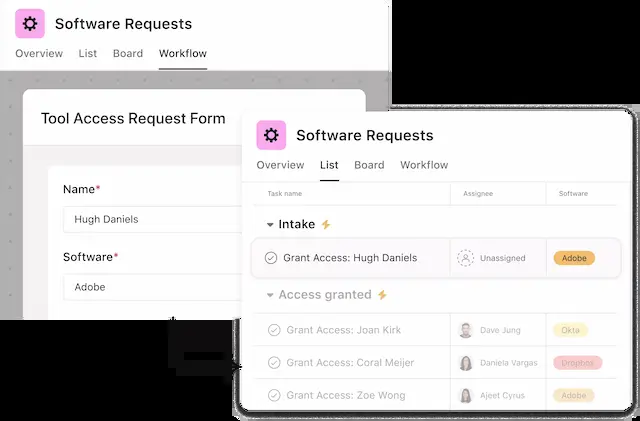 Software Requests
Overview List Board Workflow
Tool Access Request Form
Name*
Hugh Daniels
Software*
Adobe
Software Requests
Overview List Board Workflow
Task name Assignee Software
Intake
Grant Access: Hugh Daniels Unassigned Adobe
Access granted
Grant Access: Joan Kirk Dave Jung Okta
Grant Access: Coral Meijer Daniela Vargas Dropbox
Grant Access: Zoe Wong Ajeet Cyrus Adobe